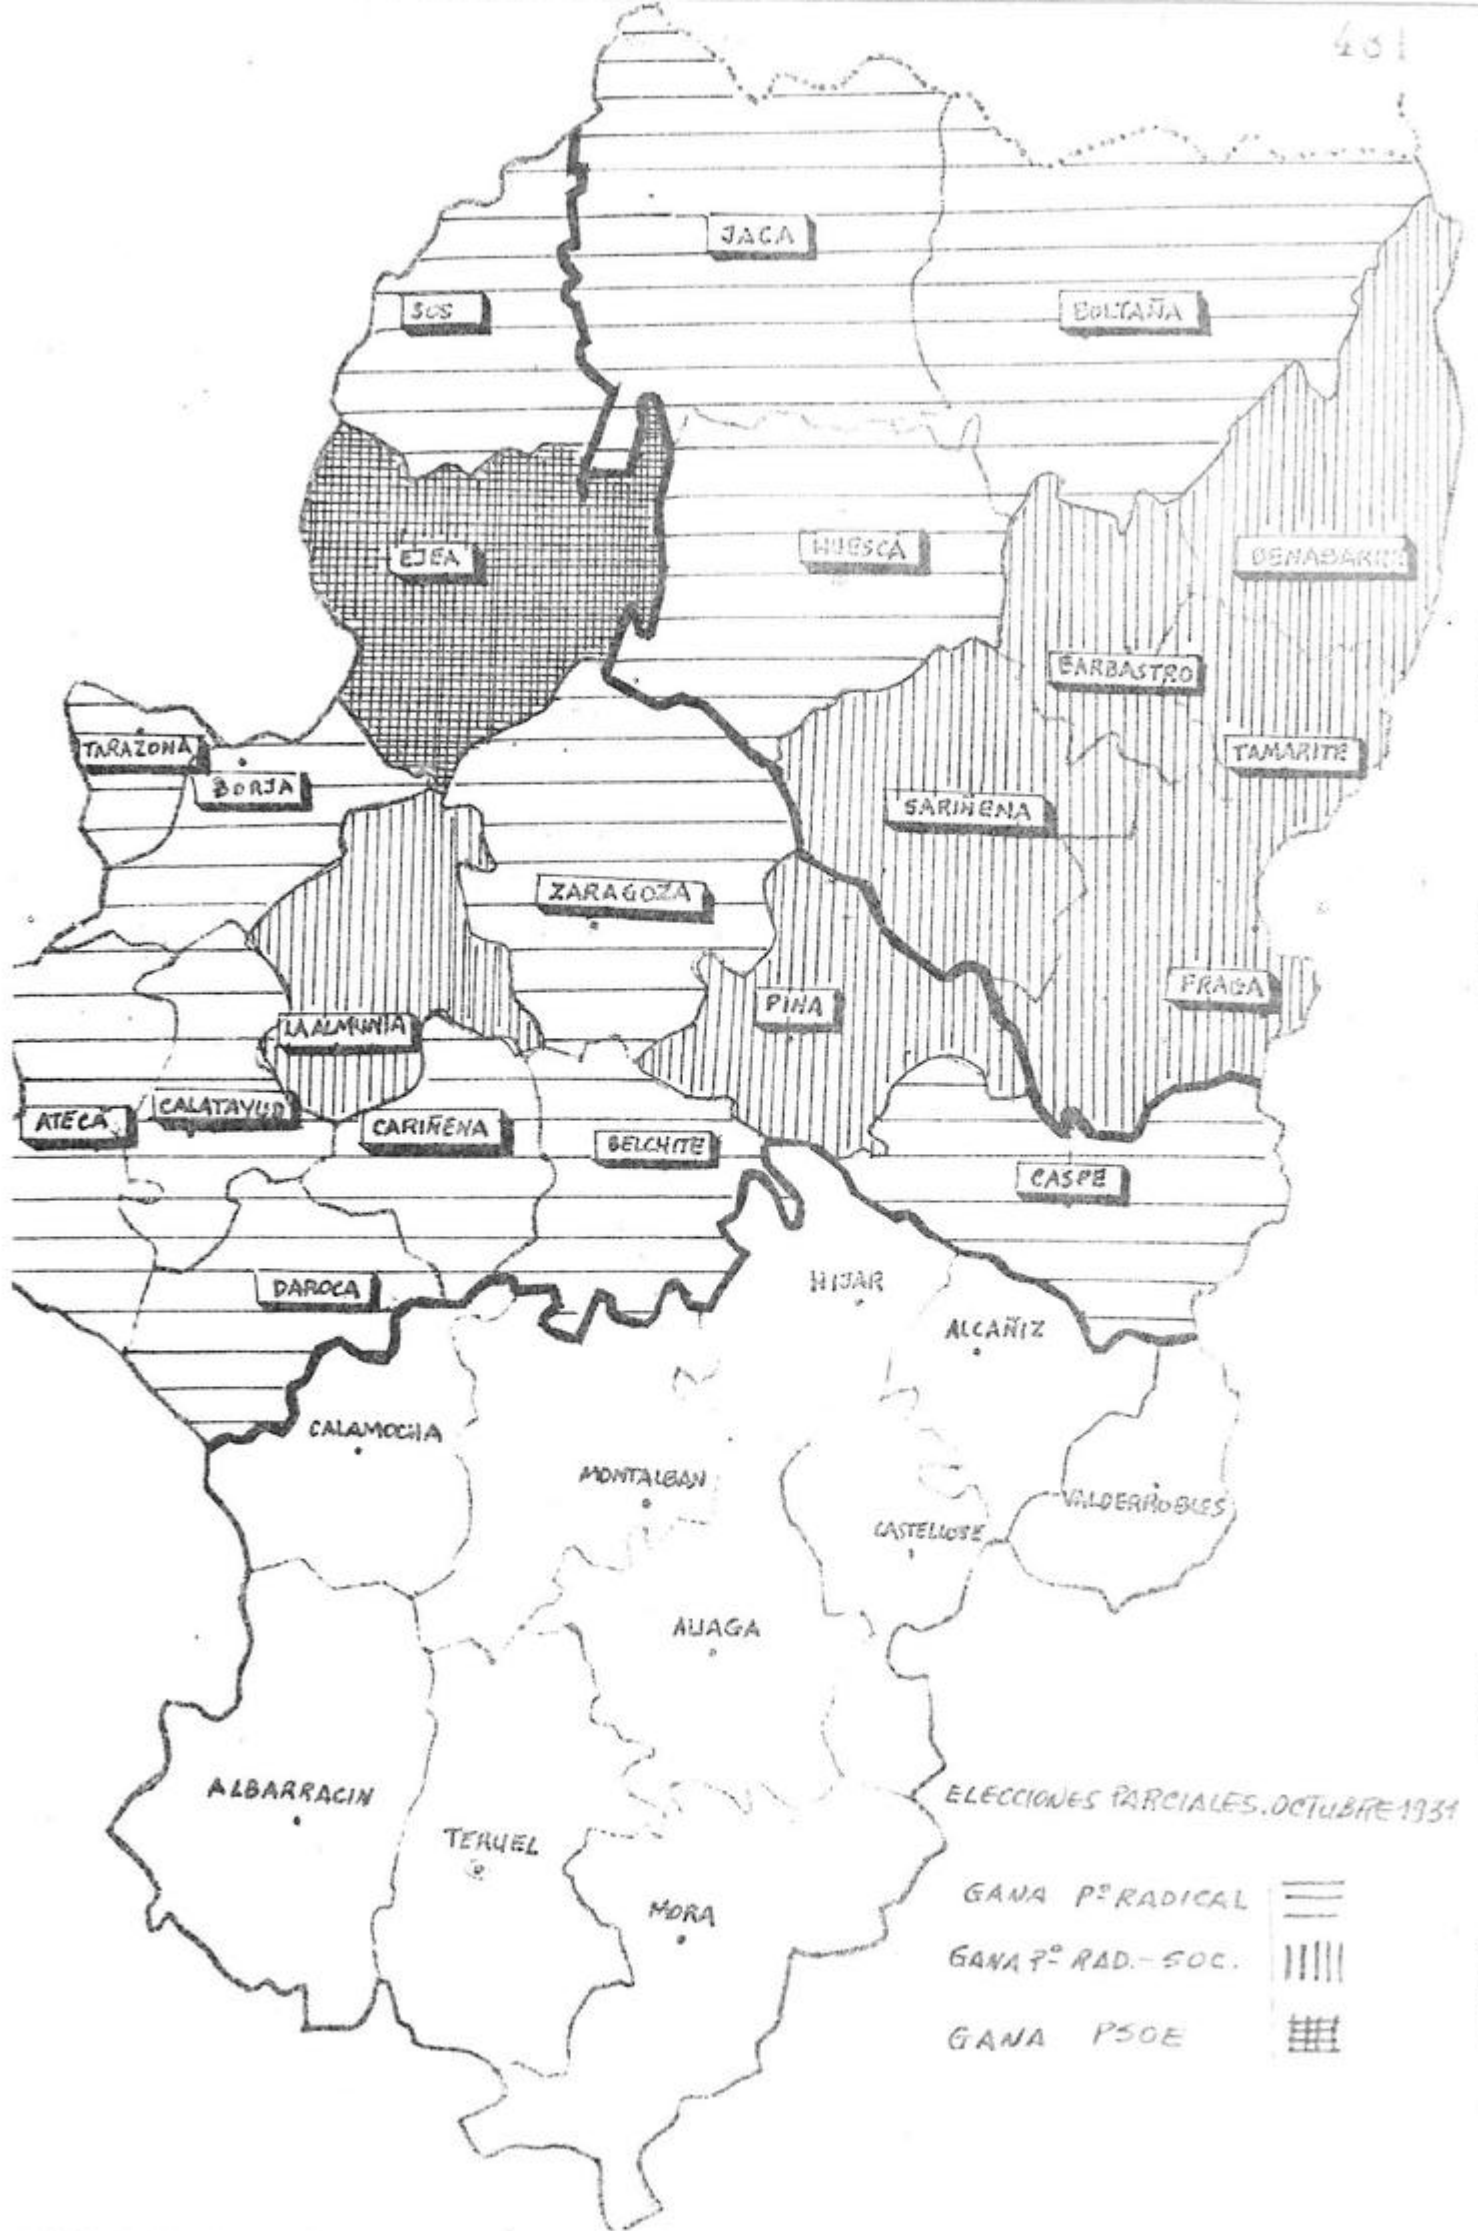 431
JACA
SOS
BOLTAÑA
EJEA
HUESCA
BENABARRE
BARBASTRO
TARAZONA
BORJA
TAMARITE
SARIÑENA
ZARAGOZA
FRAGA
PINA
LA ALMUNIA
ATECA
CALATAYUD
CARIÑENA
BELCHITE
CASPE
DAROCA
HIJAR
ALCAÑIZ
CALAMOCHA
MONTALBAN
VALDERROBLES
CASTELLOSE
ALIAGA
ALBARRACIN
TERUEL
MORA
ELECCIONES PARCIALES. OCTUBRE 1931
GANA Pº RADICAL
GANA Pº RAD.-SOC.
GANA PSOE